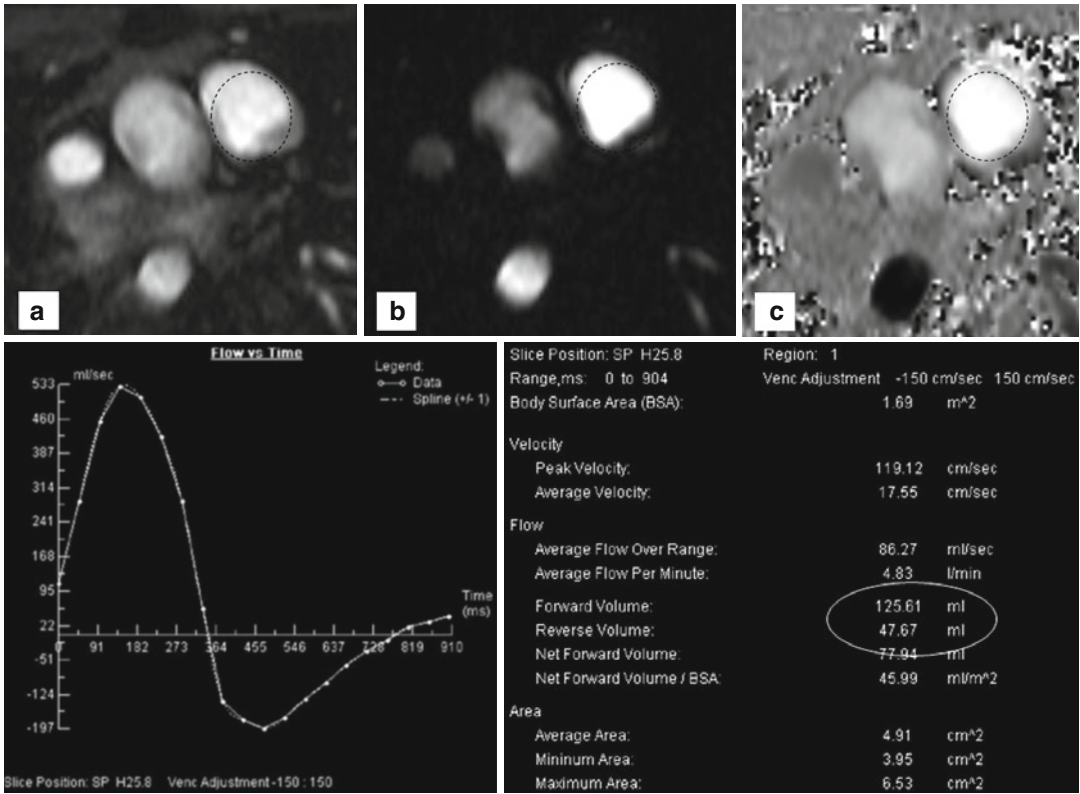 a
b
c
Flow vs Time
ml/sec
Legend:
Data
Spline (+/- 1)
533
460
387
314
241
168
95
22
-51
-124
-197
Time
(ms)
0 91 182 273 364 455 546 637 728 819 910
Slice Position: SP H25.8 Venc Adjustment -150 : 150
Slice Position: SP H25.8 Region: 1
Range,ms: 0 to 904 Venc Adjustment -150 cm/sec 150 cm/sec
Body Surface Area (BSA): 1.69 m^2
Velocity
Peak Velocity: 119.12 cm/sec
Average Velocity: 17.55 cm/sec
Flow
Average Flow Over Range: 86.27 ml/sec
Average Flow Per Minute: 4.83 l/min
Forward Volume: 125.61 ml
Reverse Volume: 47.67 ml
Net Forward Volume: 77.94 ml
Net Forward Volume / BSA: 45.99 ml/m^2
Area
Average Area: 4.91 cm^2
Mininum Area: 3.95 cm^2
Maximum Area: 6.53 cm^2